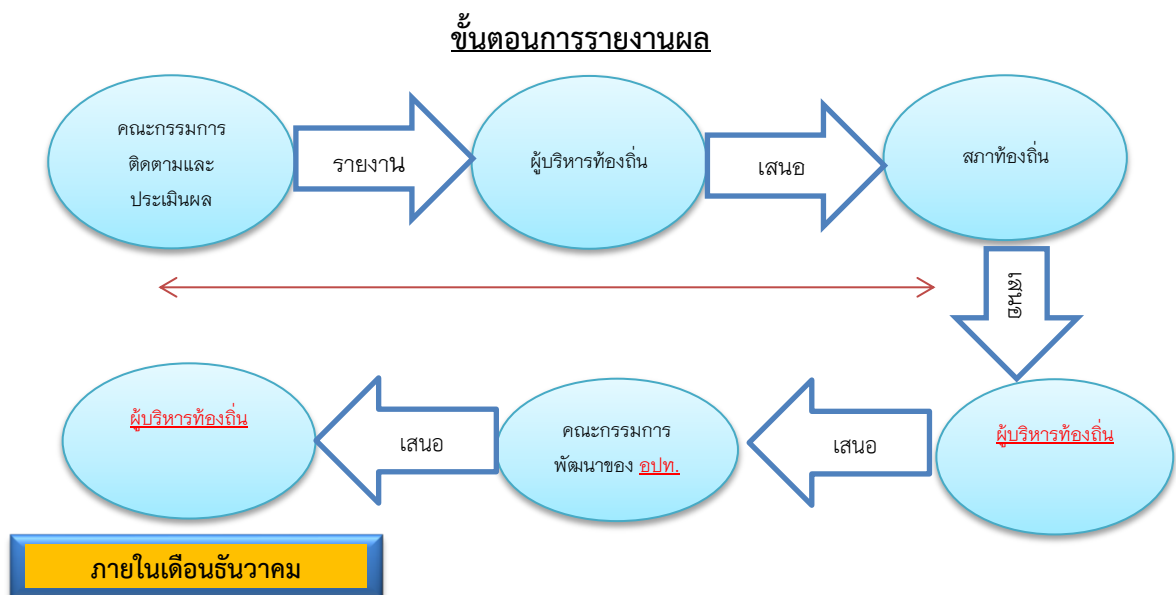 ขั้นตอนการรายงานผล
คณะกรรมการ
ติดตามและ
ประเมินผล
รายงาน
ผู้บริหารท้องถิ่น
เสนอ
สภาท้องถิ่น
เสนอ
ผู้บริหารท้องถิ่น
เสนอ
คณะกรรมการ
พัฒนาของ อปท.
เสนอ
ผู้บริหารท้องถิ่น
ภายในเดือนธันวาคม